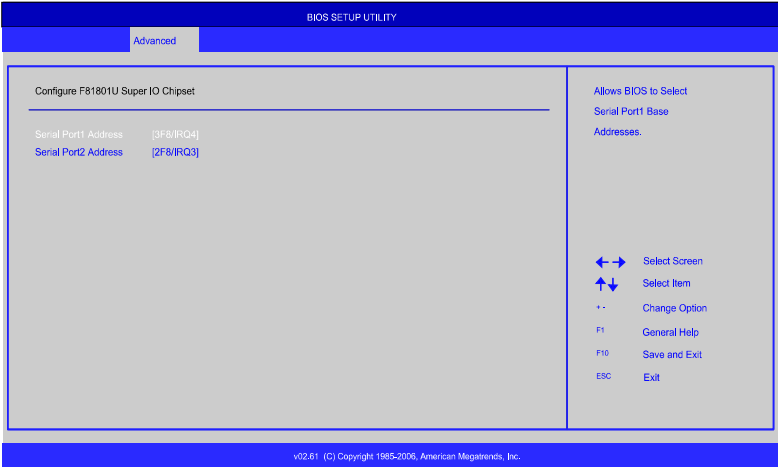 BIOS SETUP UTILITY
Advanced
Configure F81801U Super IO Chipset
Serial Port1 Address [3F8/IRQ4]
Serial Port2 Address [2F8/IRQ3]
Allows BIOS to Select
Serial Port1 Base
Addresses.
Select Screen
Select Item
+ - Change Option
F1 General Help
F10 Save and Exit
ESC Exit
v02.61 (C) Copyright 1985-2006, American Megatrends, Inc.